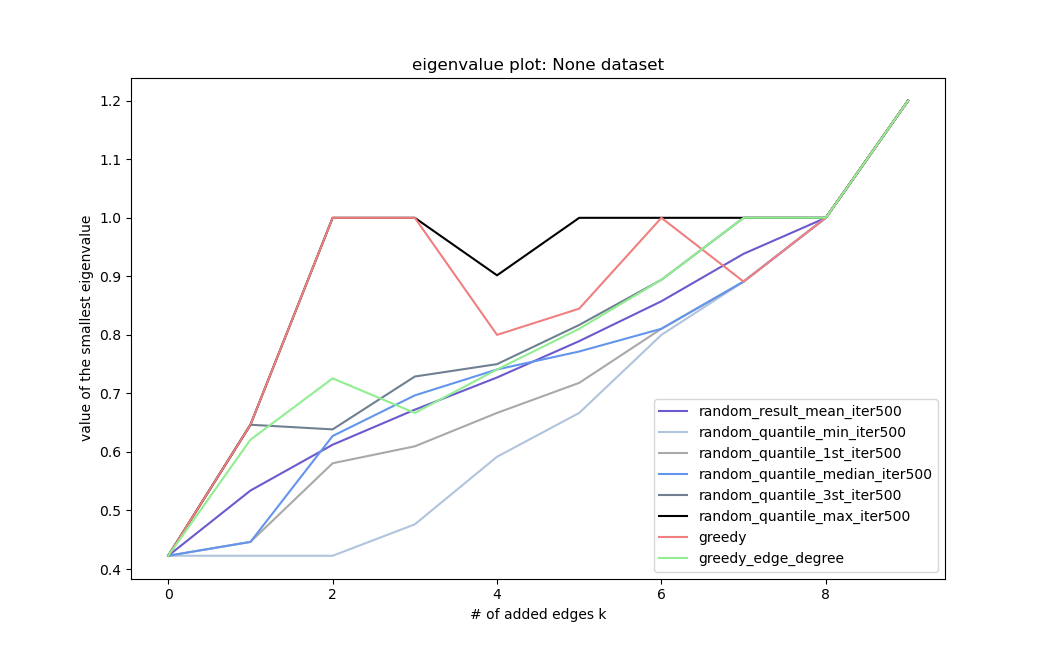 eigenvalue plot: None dataset
value of the smallest eigenvalue
1.2
1.1
1.0
0.9
0.8
0.7
0.6
0.5
0.4
random_result_mean_iter500
random_quantile_min_iter500
random_quantile_1st_iter500
random_quantile_median_iter500
random_quantile_3st_iter500
random_quantile_max_iter500
greedy
greedy_edge_degree
0 2 4 6 8
# of added edges k